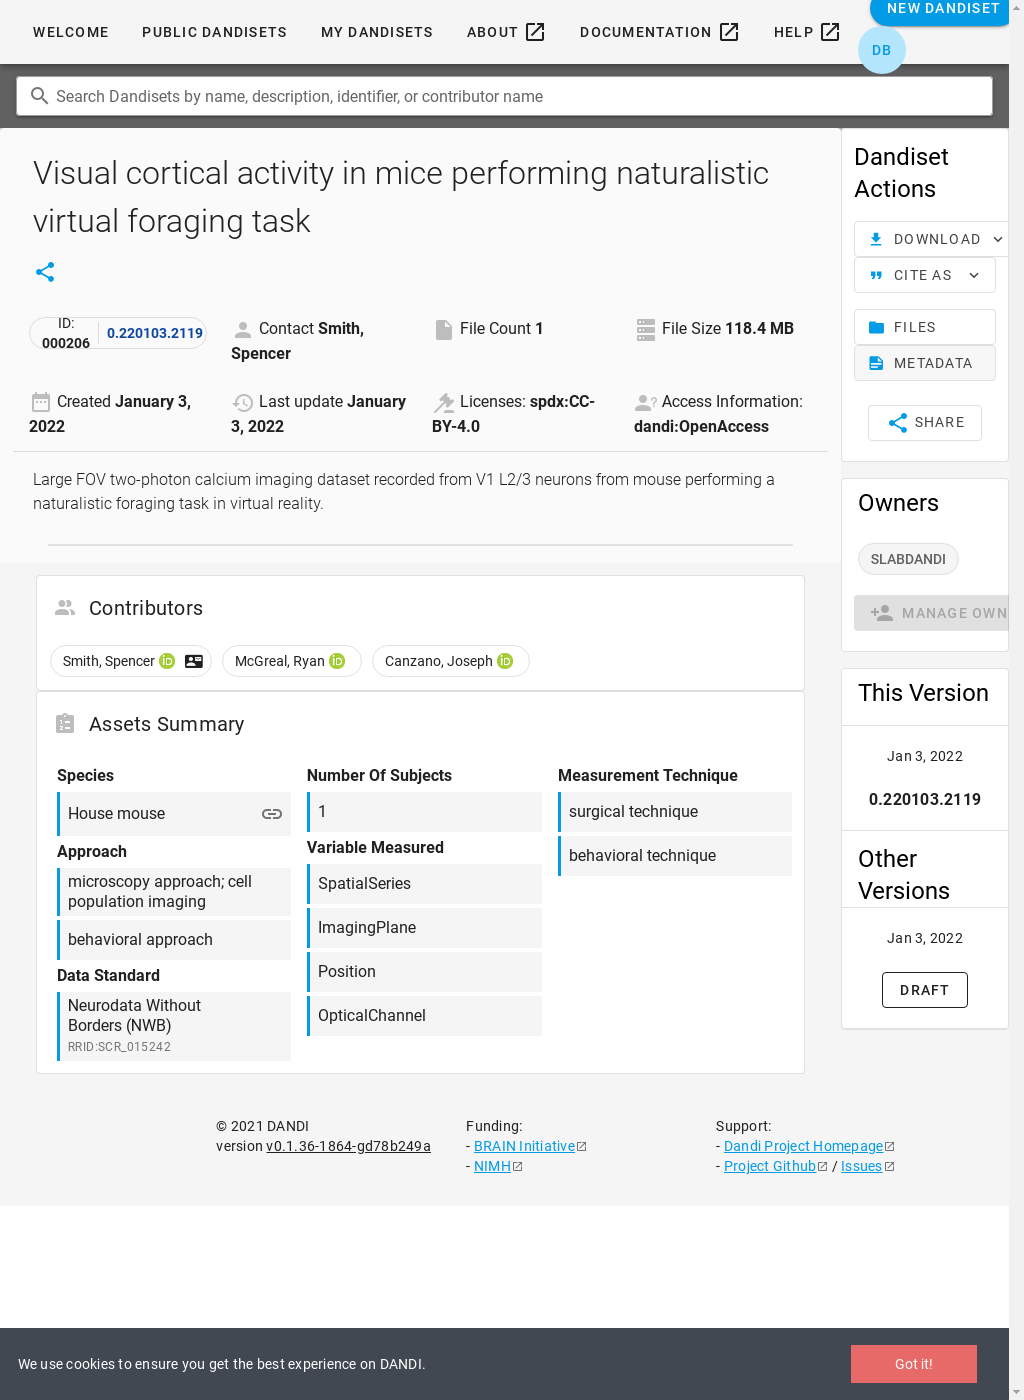 WELCOME PUBLIC DANDISETS MY DANDISETS ABOUT DOCUMENTATION HELP NEW DANDISET
DB
Search Dandisets by name, description, identifier, or contributor name
Visual cortical activity in mice performing naturalistic
virtual foraging task
ID:
000206
0.220103.2119
Contact Smith,
Spencer
File Count 1
File Size 118.4 MB
Created January 3,
2022
Last update January
3, 2022
Licenses: spdx:CC-
BY-4.0
Access Information:
dandi:OpenAccess
Large FOV two-photon calcium imaging dataset recorded from V1 L2/3 neurons from mouse performing a
naturalistic foraging task in virtual reality.
Contributors
Smith, Spencer iD McGreal, Ryan iD Canzano, Joseph iD
Assets Summary
Species
House mouse
Approach
microscopy approach; cell
population imaging
behavioral approach
Data Standard
Neurodata Without
Borders (NWB)
RRID:SCR_015242
Number Of Subjects
1
Variable Measured
SpatialSeries
ImagingPlane
Position
OpticalChannel
Measurement Technique
surgical technique
behavioral technique
Dandiset
Actions
DOWNLOAD
CITE AS
FILES
METADATA
SHARE
Owners
SLABDANDI
MANAGE OWN
This Version
Jan 3, 2022
0.220103.2119
Other
Versions
Jan 3, 2022
DRAFT
© 2021 DANDI
version v0.1.36-1864-gd78b249a
Funding:
- BRAIN Initiative
- NIMH
Support:
- Dandi Project Homepage
- Project Github / Issues
We use cookies to ensure you get the best experience on DANDI.
Got it!